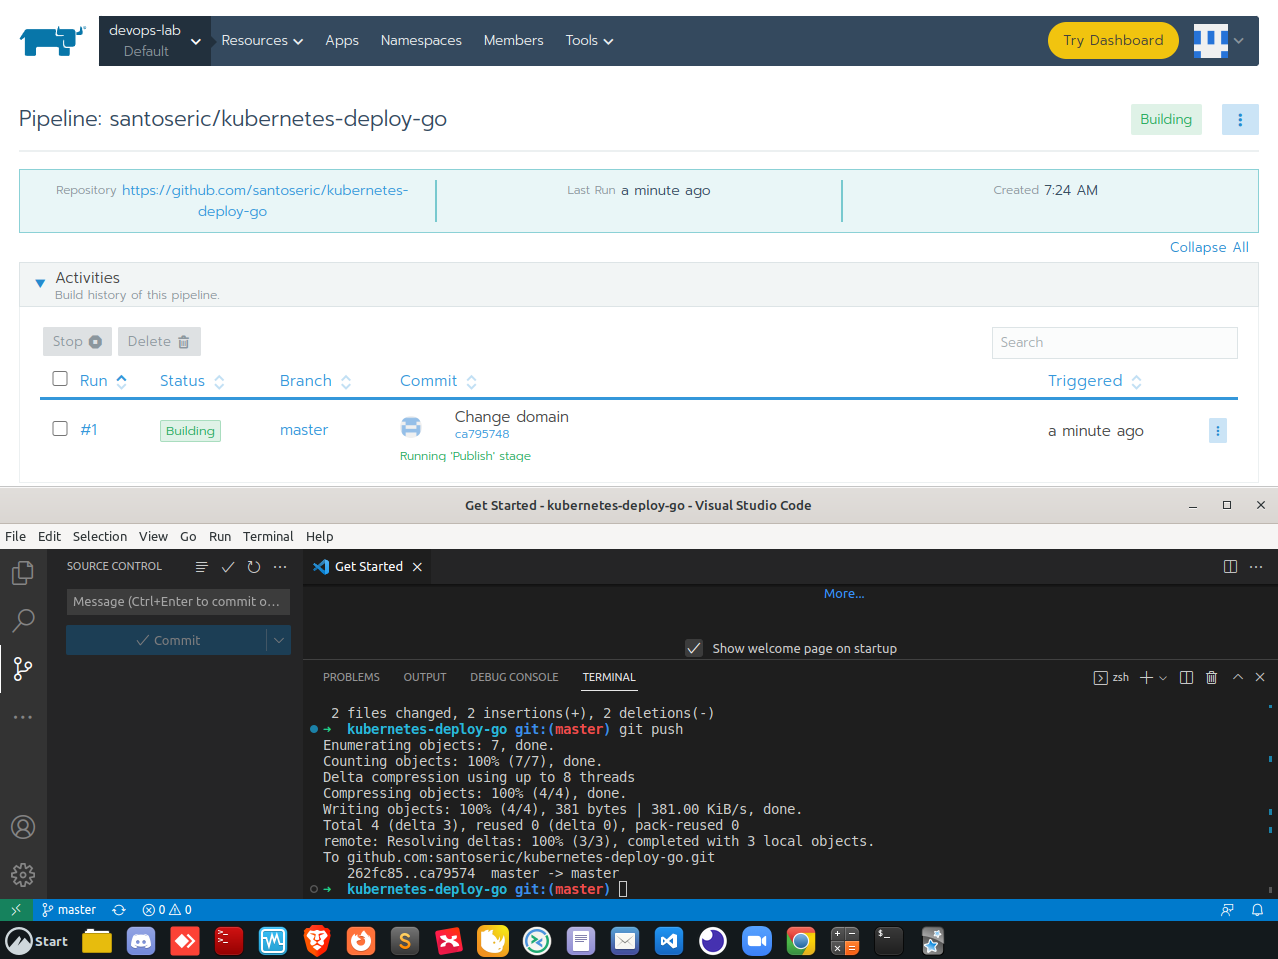 devops-lab
Default
Resources
Apps
Namespaces
Members
Tools
Try Dashboard
Pipeline: santoseric/kubernetes-deploy-go
Building
Repository https://github.com/santoseric/kubernetes-
deploy-go
Last Run a minute ago
Created 7:24 AM
Collapse All
Activities
Build history of this pipeline.
Stop
Delete
Search
Run Status Branch Commit Triggered
#1 Building master Change domain a minute ago
ca795748
Running 'Publish' stage
Get Started - kubernetes-deploy-go - Visual Studio Code
File Edit Selection View Go Run Terminal Help
SOURCE CONTROL
Get Started
Message (Ctrl+Enter to commit o...
Commit
More...
Show welcome page on startup
PROBLEMS OUTPUT DEBUG CONSOLE TERMINAL
zsh
2 files changed, 2 insertions(+), 2 deletions(-)
➜ kubernetes-deploy-go git:(master) git push
Enumerating objects: 7, done.
Counting objects: 100% (7/7), done.
Delta compression using up to 8 threads
Compressing objects: 100% (4/4), done.
Writing objects: 100% (4/4), 381 bytes | 381.00 KiB/s, done.
Total 4 (delta 3), reused 0 (delta 0), pack-reused 0
remote: Resolving deltas: 100% (3/3), completed with 3 local objects.
To github.com:santoseric/kubernetes-deploy-go.git
262fc85..ca79574 master -> master
➜ kubernetes-deploy-go git:(master)
master
0 0
Start